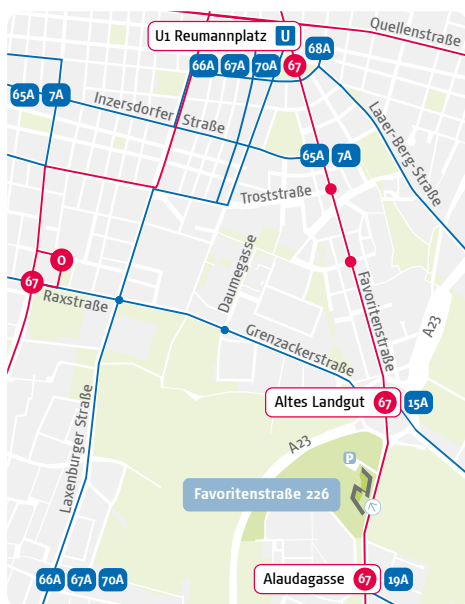 Quellenstraße
U1 Reumannplatz U
68A
66A 67A 70A 67
65A 7A
Inzersdorfer Straße
Laaer-Berg-Straße
65A 7A
Troststraße
Daumegasse
Favoritenstraße
O
67
Raxstraße
Grenzackerstraße
A23
Laxenburger Straße
Altes Landgut 67 15A
A23
P
Favoritenstraße 226
66A 67A 70A
Alaudagasse 67 19A